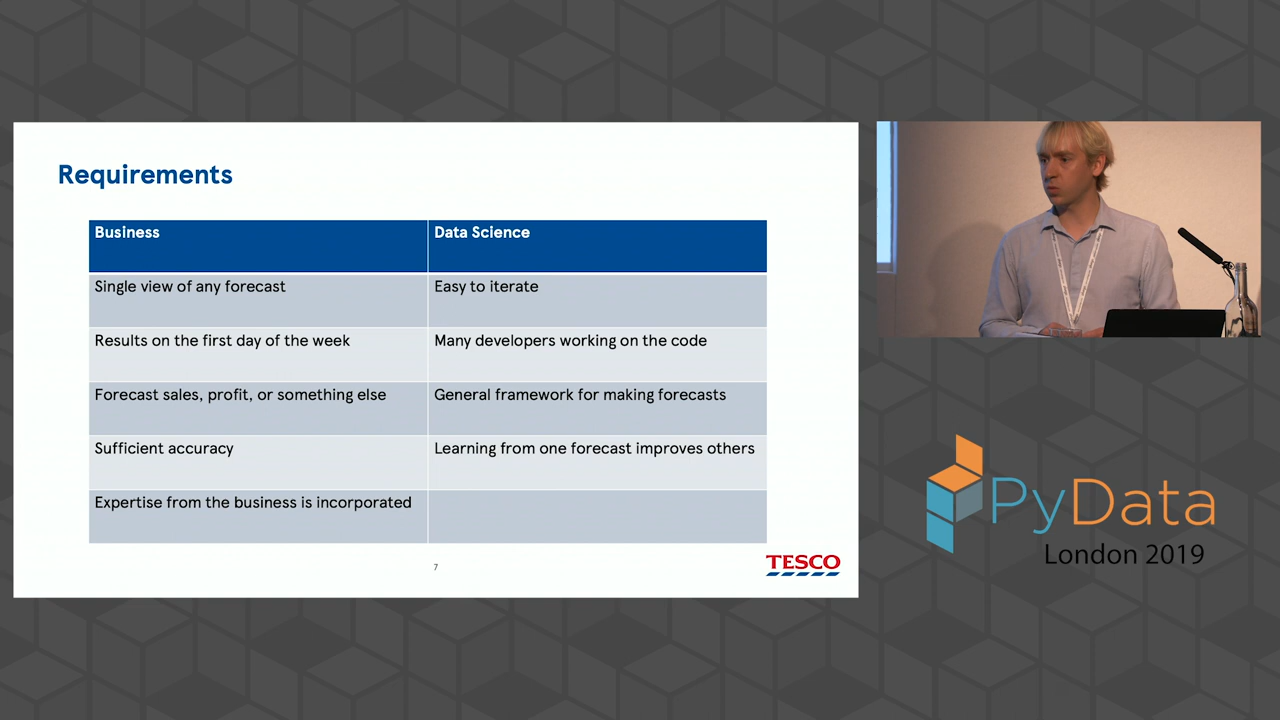 Requirements
Business
Data Science
Single view of any forecast
Easy to iterate
Results on the first day of the week
Many developers working on the code
Forecast sales, profit, or something else
General framework for making forecasts
Sufficient accuracy
Learning from one forecast improves others
Expertise from the business is incorporated
7
TESCO
PyData
London 2019